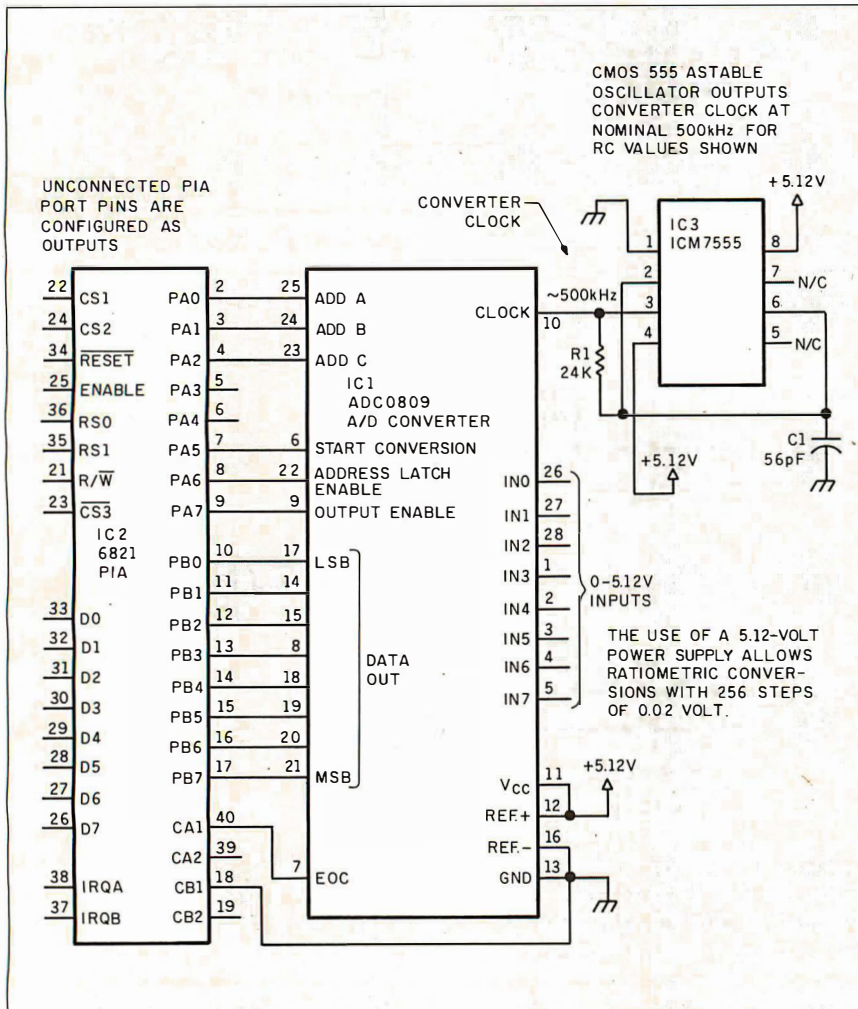 CMOS 555 ASTABLE
OSCILLATOR OUTPUTS
CONVERTER CLOCK AT
NOMINAL 500kHz FOR
RC VALUES SHOWN
UNCONNECTED PIA
PORT PINS ARE
CONFIGURED AS
OUTPUTS
CONVERTER
CLOCK
+5.12V
IC3
ICM7555
1
2
3
4
8
7
6
5
N/C
N/C
~500kHz
R1
24K
C1
56pF
+5.12V
22 CS1 PA0 2
24 CS2 PA1 3
34 RESET PA2 4
25 ENABLE PA3 5
36 RS0 PA4 6
35 RS1 PA5 7
21 R/W PA6 8
23 CS3 PA7 9
IC2
6821
PIA
PB0 10
PB1 11
33 D0 PB2 12
32 D1 PB3 13
31 D2 PB4 14
30 D3 PB5 15
29 D4 PB6 16
28 D5 PB7 17
27 D6
26 D7 CA1 40
CA2 39
38 IRQA CB1 18
37 IRQB CB2 19
25 ADD A
24 ADD B
23 ADD C
IC1
ADC0809
A/D CONVERTER
6 START CONVERSION
22 ADDRESS LATCH
ENABLE
9 OUTPUT ENABLE
17 LSB
14
15
8
18
19
20
21 MSB
DATA
OUT
7 EOC
CLOCK 10
IN0 26
IN1 27
IN2 28
IN3 1
IN4 2
IN5 3
IN6 4
IN7 5
0-5.12V
INPUTS
THE USE OF A 5.12-VOLT
POWER SUPPLY ALLOWS
RATIOMETRIC CONVER-
SIONS WITH 256 STEPS
OF 0.02 VOLT.
VCC 11
REF.+ 12
REF.- 16
GND 13
+5.12V